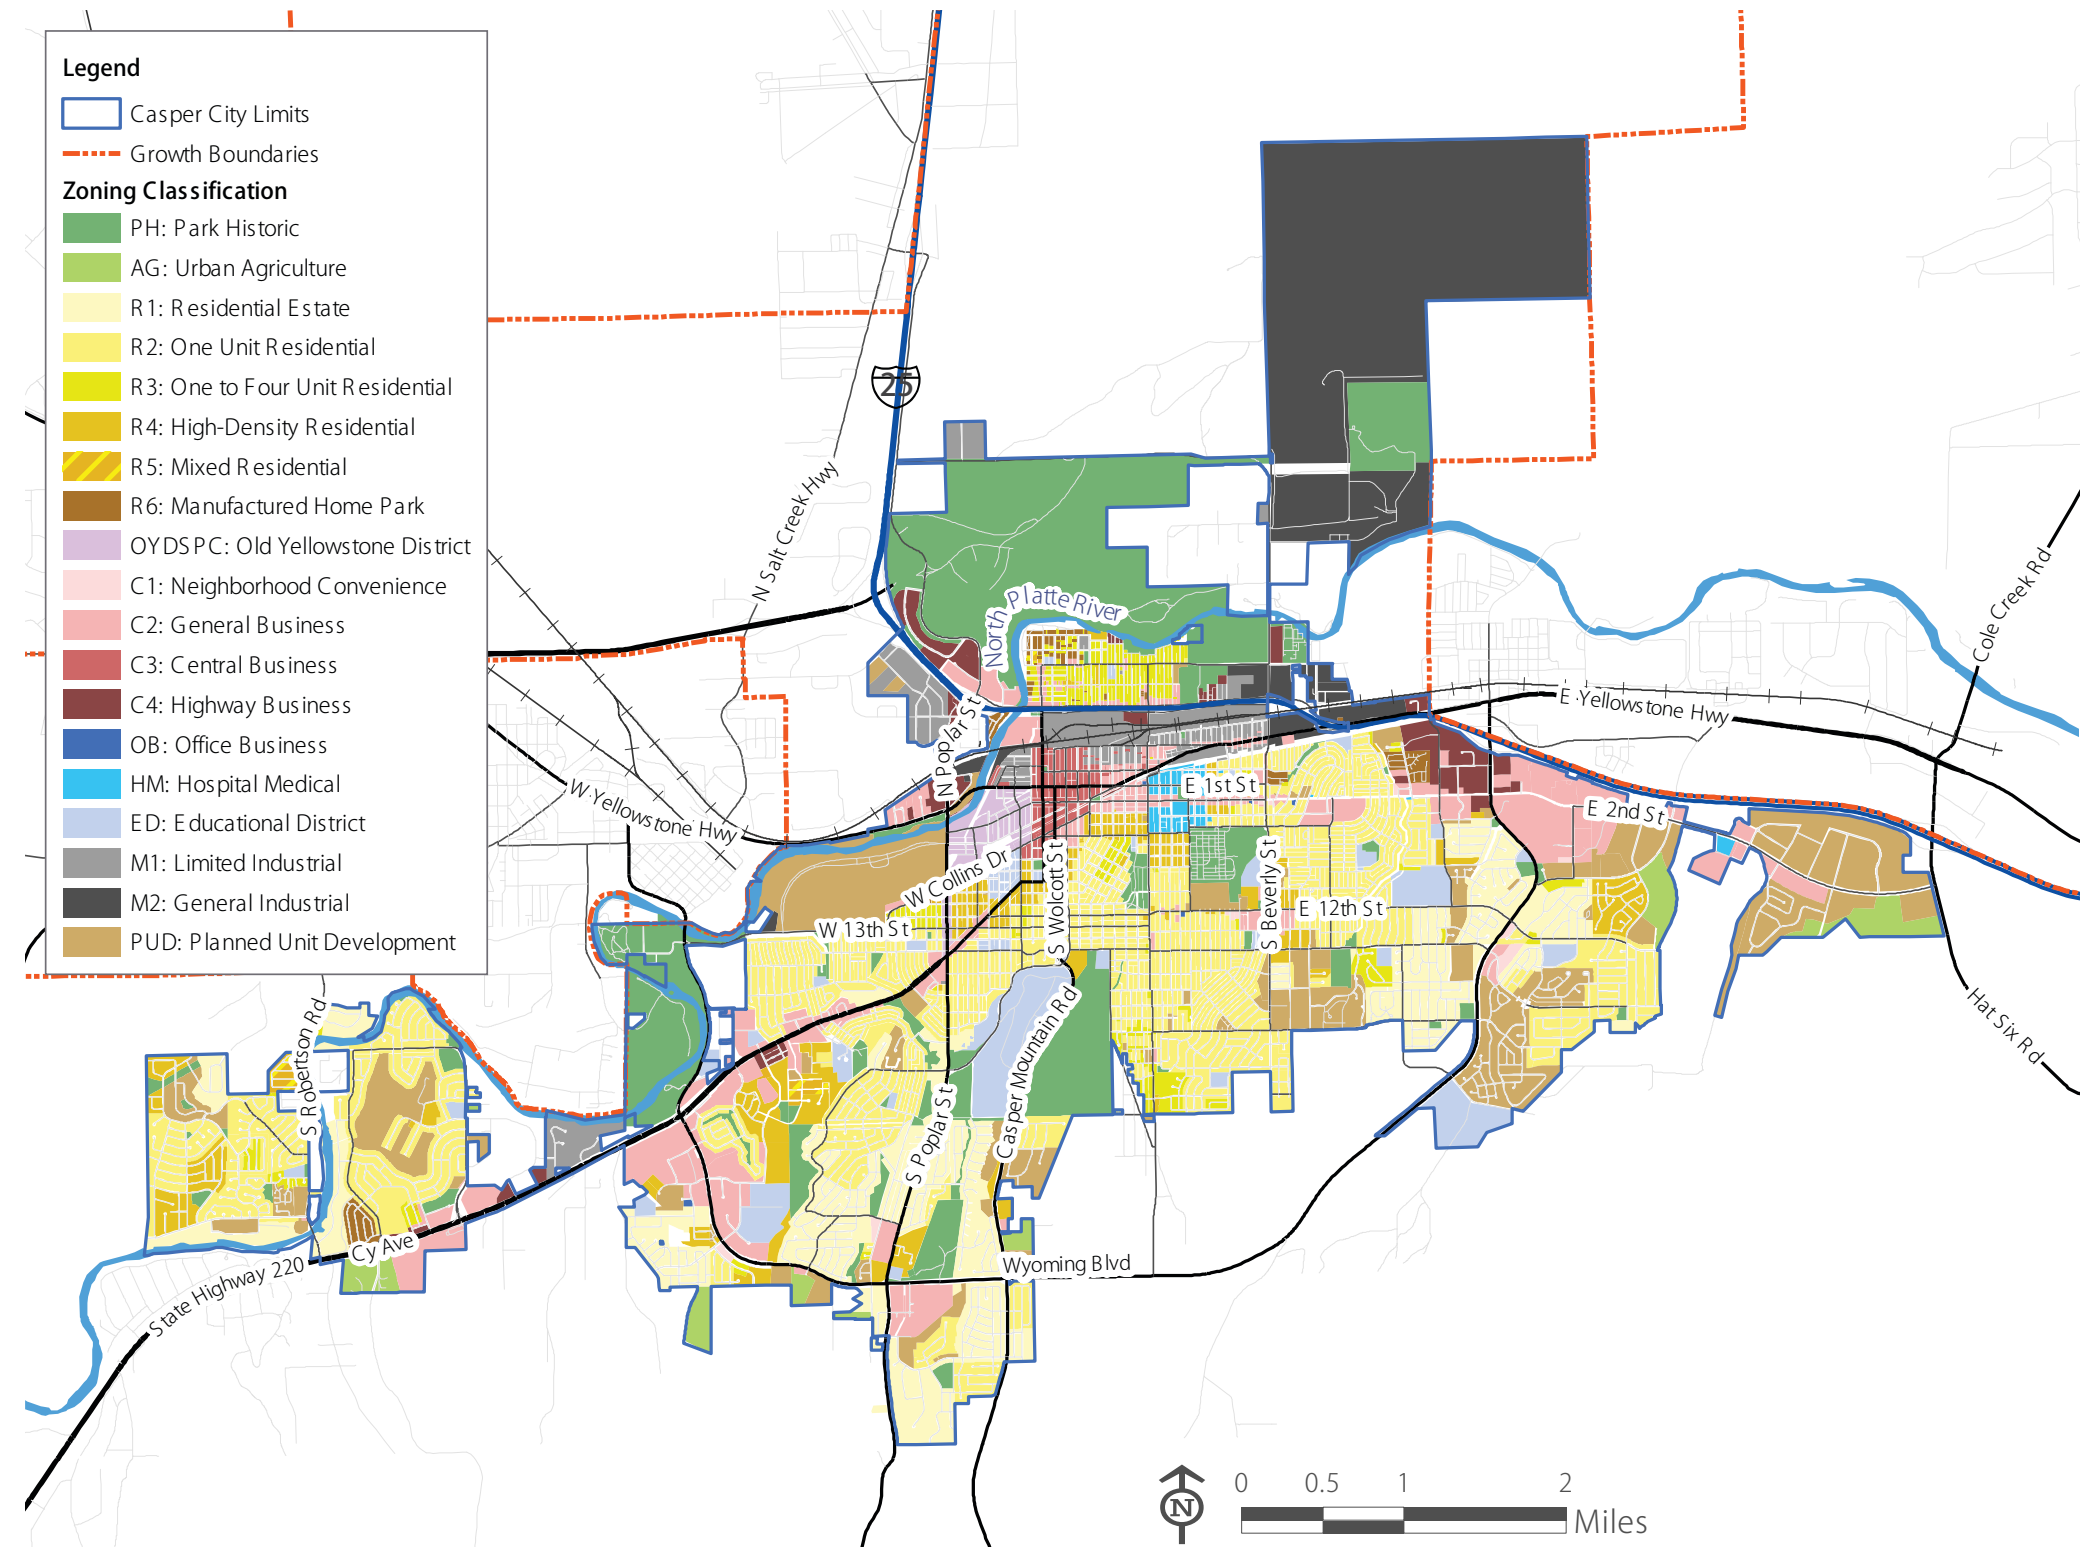 Legend
Casper City Limits
Growth Boundaries
Zoning Classification
PH: Park Historic
AG: Urban Agriculture
R1: Residential Estate
R2: One Unit Residential
R3: One to Four Unit Residential
R4: High-Density Residential
R5: Mixed Residential
R6: Manufactured Home Park
OYDSPC: Old Yellowstone District
C1: Neighborhood Convenience
C2: General Business
C3: Central Business
C4: Highway Business
OB: Office Business
HM: Hospital Medical
ED: Educational District
M1: Limited Industrial
M2: General Industrial
PUD: Planned Unit Development
25
N Salt Creek Hwy
North Platte River
Cole Creek Rd
E Yellowstone Hwy
N Poplar St
W Yellowstone Hwy
E 1st St
E 2nd St
W Collins Dr
S Wolcott St
S Beverly St
E 12th St
W 13th St
Hat Six Rd
S Robertson Rd
Casper Mountain Rd
S Poplar St
Cy Ave
Wyoming Blvd
State Highway 220
N
0 0.5 1 2
Miles